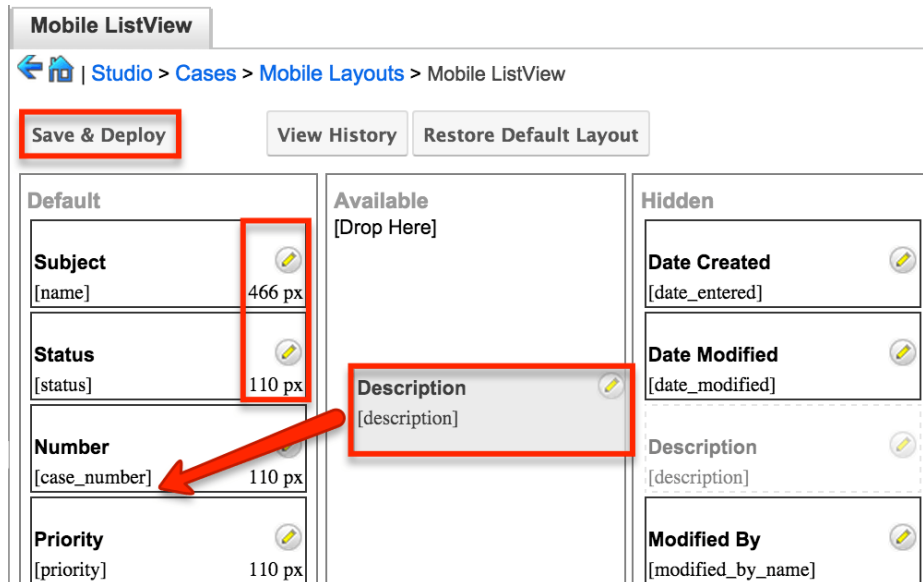 Mobile ListView
| Studio > Cases > Mobile Layouts > Mobile ListView
Save & Deploy
View History
Restore Default Layout
Default
Subject
[name]
466 px
Status
[status]
110 px
Number
[case_number]
110 px
Priority
[priority]
110 px
Available
[Drop Here]
Description
[description]
Hidden
Date Created
[date_entered]
Date Modified
[date_modified]
Description
[description]
Modified By
[modified_by_name]